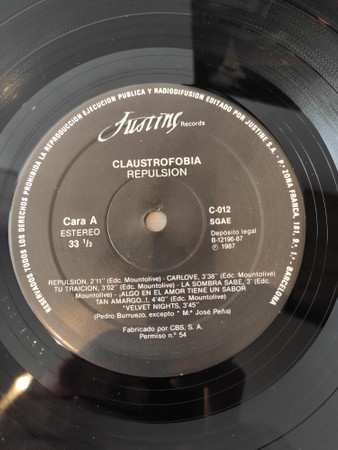 RESERVADOS TODOS LOS DERECHOS PROHIBIDA LA REPRODUCCION EJECUCION PUBLICA Y RADIODIFUSION EDITADO POR JUSTINE S.A. - Pº ZONA FRANCA, 191, R., 1 - BARCELONA
Justine Records
CLAUSTROFOBIA
REPULSION
Cara A
ESTEREO
33 ½
C-012
SGAE
Depósito legal
B-12196-87
℗ 1987
REPULSION, 2'11" (Edc. Mountolive) - CARLOVE, 3'38" (Edc. Mountolive)
TU TRAICION, 3'02" (Edc. Mountolive) - LA SOMBRA SABE, 3' (Edc.
Mountolive) - ¡ALGO EN EL AMOR TIENE UN SABOR
TAN AMARGO..!, 4'40" (Edc. Mountolive)
*VELVET NIGHTS, 3'45"
(Pedro Burruezo, excepto * Mª José Peña)
Fabricado por CBS, S. A.
Permiso n.º 54